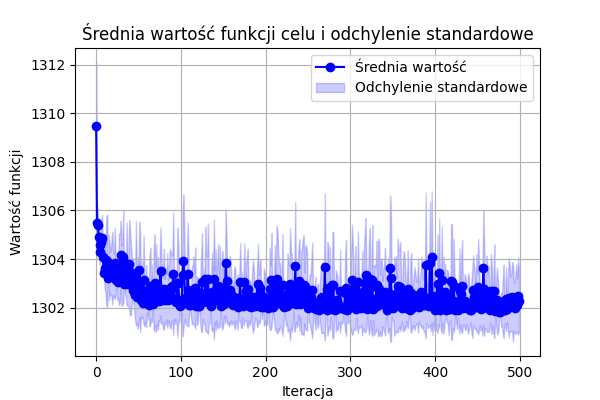 Średnia wartość funkcji celu i odchylenie standardowe
Średnia wartość
Odchylenie standardowe
Wartość funkcji
1312
1310
1308
1306
1304
1302
0 100 200 300 400 500
Iteracja